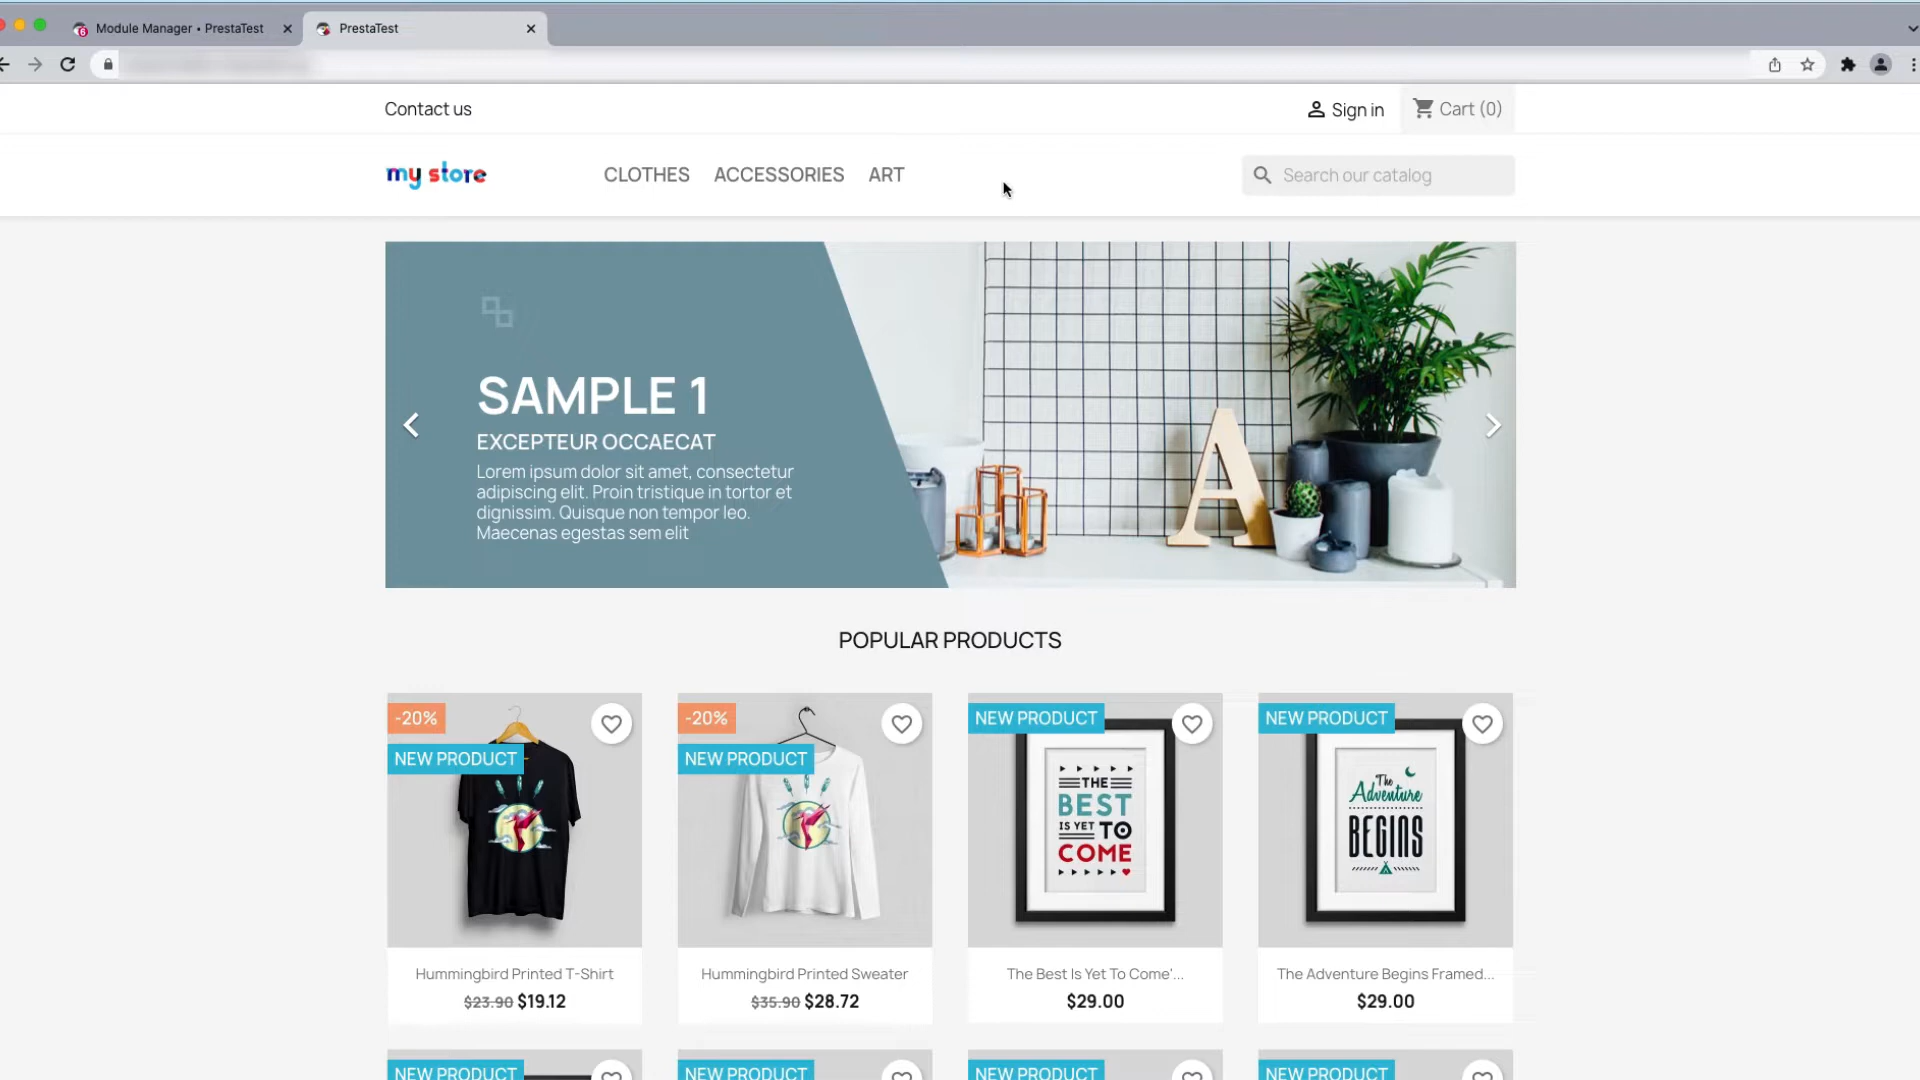 Module Manager • PrestaTest
PrestaTest
Contact us
Sign in
Cart (0)
my store
CLOTHES
ACCESSORIES
ART
Search our catalog
SAMPLE 1
EXCEPTEUR OCCAECAT
Lorem ipsum dolor sit amet, consectetur
adipiscing elit. Proin tristique in tortor et
dignissim. Quisque non tempor leo.
Maecenas egestas sem elit
A
POPULAR PRODUCTS
-20%
NEW PRODUCT
Hummingbird Printed T-Shirt
$23.90 $19.12
-20%
NEW PRODUCT
Hummingbird Printed Sweater
$35.90 $28.72
NEW PRODUCT
THE
BEST
IS YET TO
COME
The Best Is Yet To Come'...
$29.00
NEW PRODUCT
The
Adventure
BEGINS
The Adventure Begins Framed...
$29.00
NEW PRODUCT
NEW PRODUCT
NEW PRODUCT
NEW PRODUCT